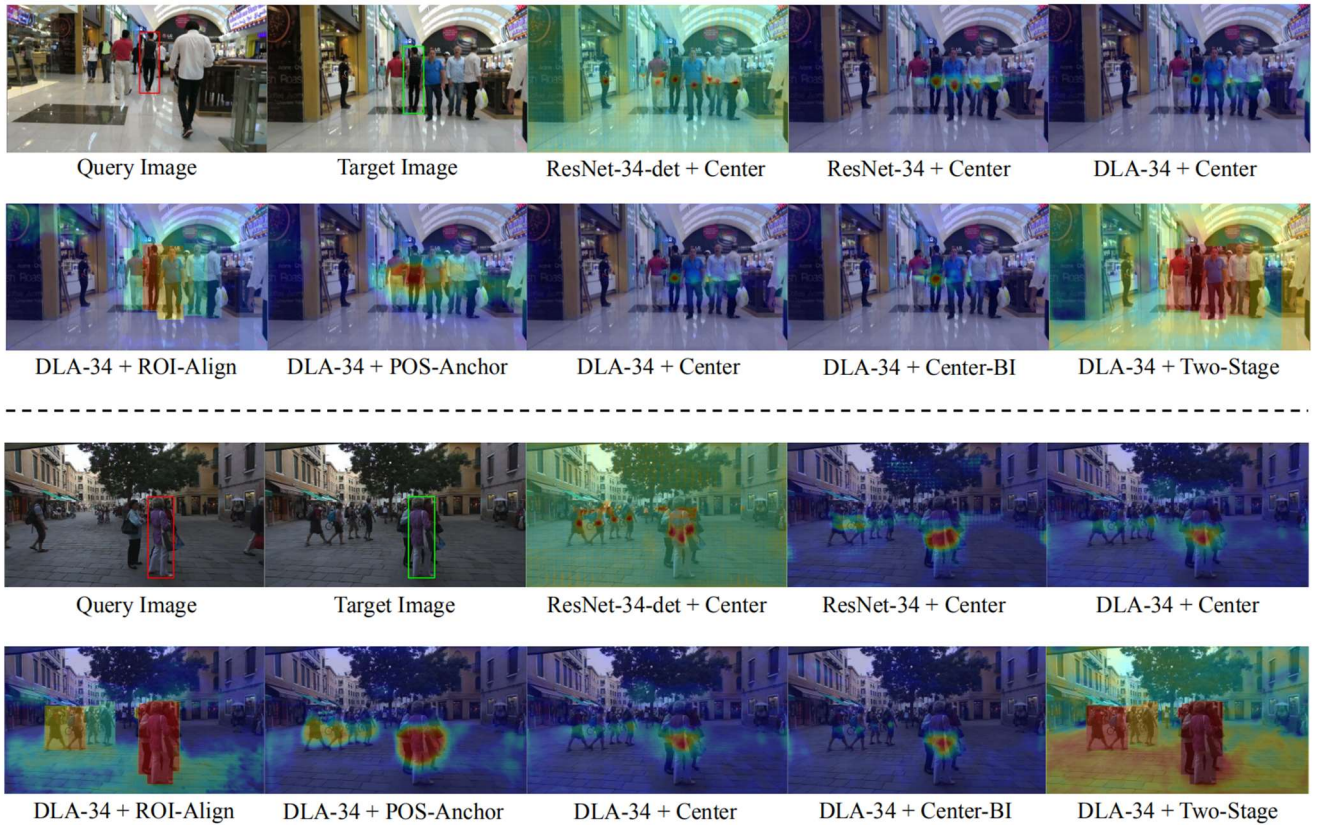 Query Image Target Image ResNet-34-det + Center ResNet-34 + Center DLA-34 + Center
DLA-34 + ROI-Align DLA-34 + POS-Anchor DLA-34 + Center DLA-34 + Center-BI DLA-34 + Two-Stage
Query Image Target Image ResNet-34-det + Center ResNet-34 + Center DLA-34 + Center
DLA-34 + ROI-Align DLA-34 + POS-Anchor DLA-34 + Center DLA-34 + Center-BI DLA-34 + Two-Stage